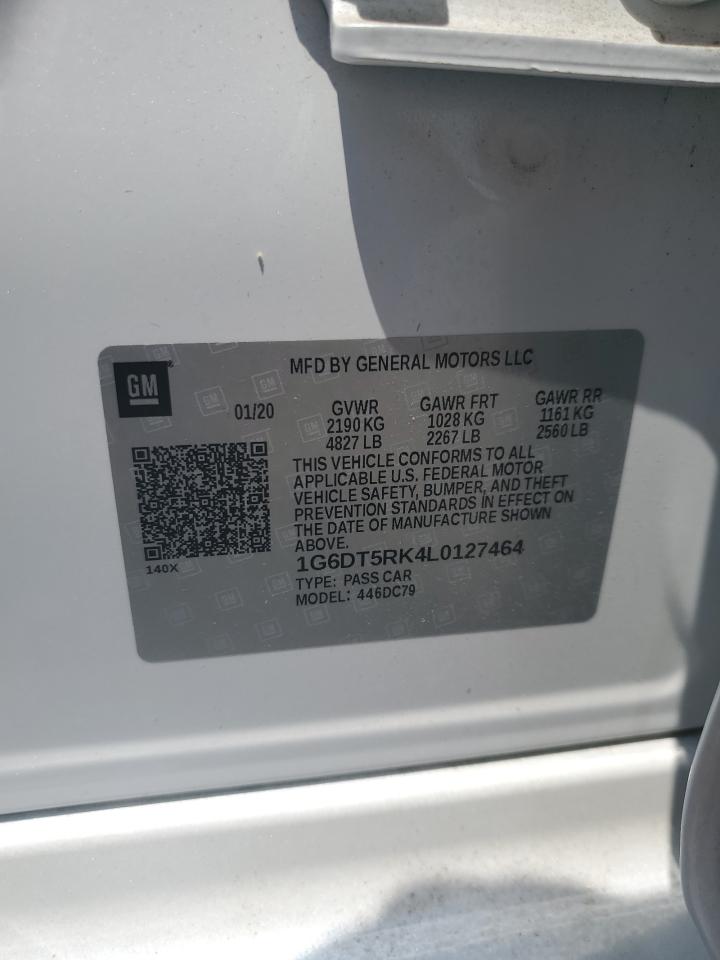 GM
MFD BY GENERAL MOTORS LLC
01/20
GVWR
2190 KG
4827 LB
GAWR FRT
1028 KG
2267 LB
GAWR RR
1161 KG
2560 LB
THIS VEHICLE CONFORMS TO ALL
APPLICABLE U.S. FEDERAL MOTOR
VEHICLE SAFETY, BUMPER, AND THEFT
PREVENTION STANDARDS IN EFFECT ON
THE DATE OF MANUFACTURE SHOWN
ABOVE.
140X
1G6DT5RK4L0127464
TYPE: PASS CAR
MODEL: 446DC79